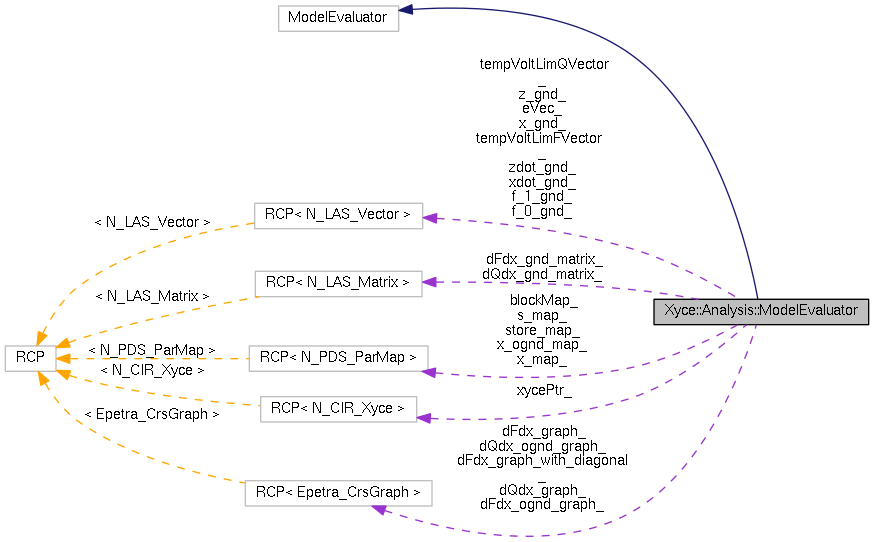 ModelEvaluator
tempVoltLimQVector
_
z_gnd_
eVec_
x_gnd_
tempVoltLimFVector
_
zdot_gnd_
xdot_gnd_
f_1_gnd_
f_0_gnd_
< N_LAS_Vector >
RCP< N_LAS_Vector >
dFdx_gnd_matrix_
dQdx_gnd_matrix_
< N_LAS_Matrix >
RCP< N_LAS_Matrix >
blockMap_
s_map_
store_map_
x_ognd_map_
x_map_
Xyce::Analysis::ModelEvaluator
RCP
< N_PDS_ParMap >
RCP< N_PDS_ParMap >
< N_CIR_Xyce >
xycePtr_
RCP< N_CIR_Xyce >
< Epetra_CrsGraph >
dFdx_graph_
dQdx_ognd_graph_
dFdx_graph_with_diagonal
_
dQdx_graph_
dFdx_ognd_graph_
RCP< Epetra_CrsGraph >